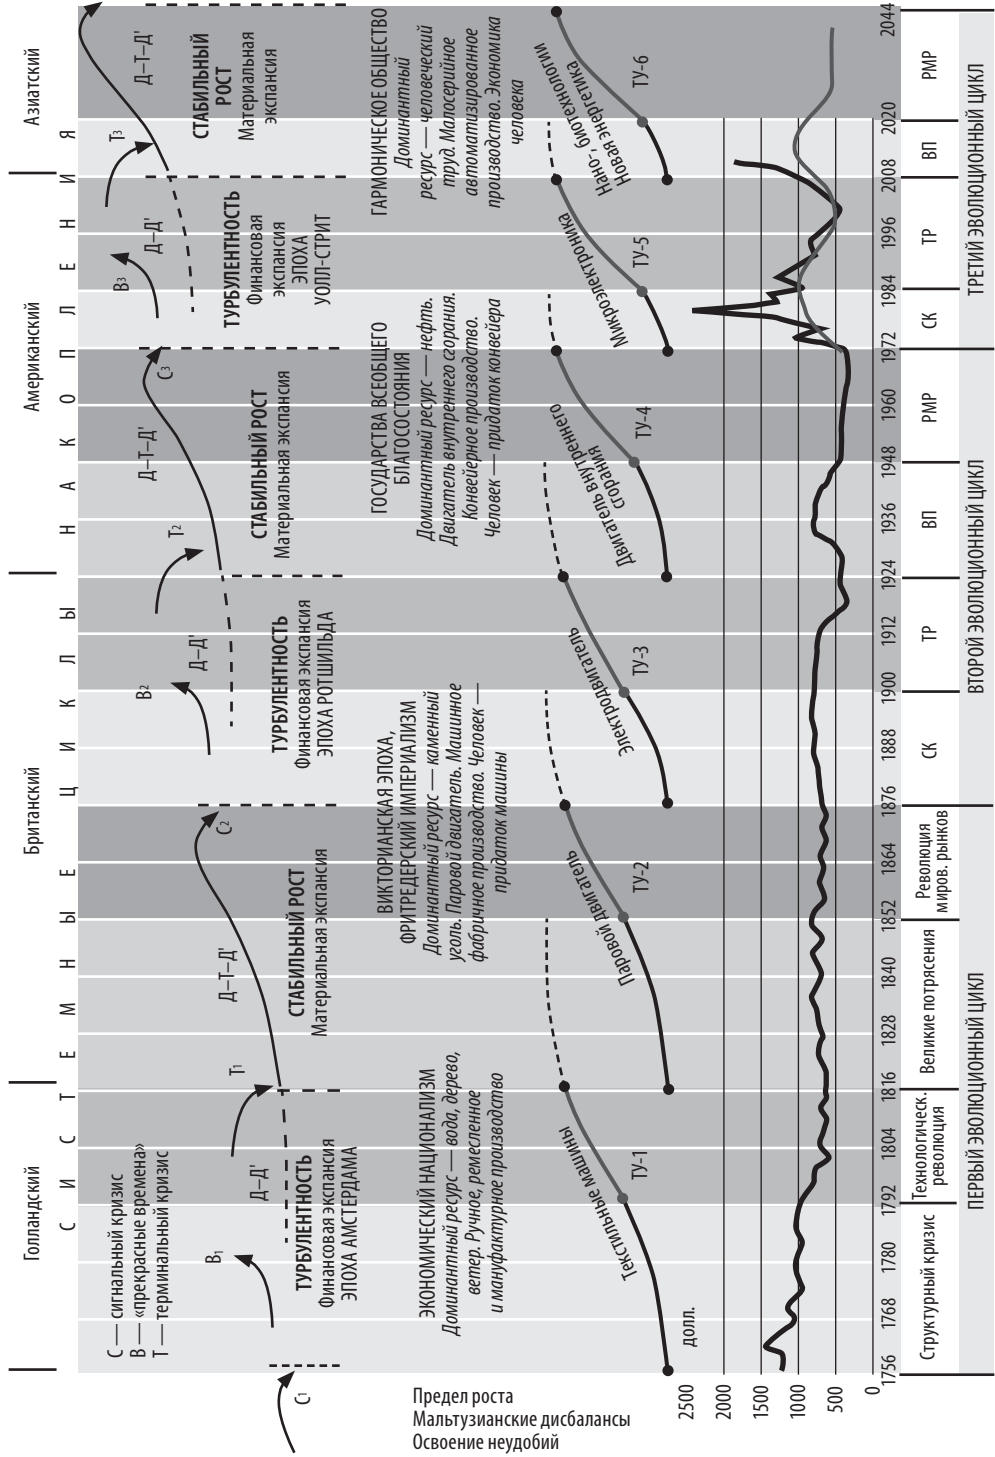 Голландский
Британский
Американский
Азиатский
СИСТЕМНЫЕ ЦИКЛЫ НАКОПЛЕНИЯ
С — сигнальный кризис
В — «прекрасные времена»
Т — терминальный кризис
С1
В1
Д–Д'
Т1
Д–Т–Д'
С2
В2
Д–Д'
Т2
Д–Т–Д'
С3
В3
Д–Д'
Т3
Д–Т–Д'
ТУРБУЛЕНТНОСТЬ
Финансовая экспансия
ЭПОХА АМСТЕРДАМА
СТАБИЛЬНЫЙ РОСТ
Материальная экспансия
ТУРБУЛЕНТНОСТЬ
Финансовая экспансия
ЭПОХА РОТШИЛЬДА
СТАБИЛЬНЫЙ РОСТ
Материальная экспансия
ТУРБУЛЕНТНОСТЬ
Финансовая
экспансия
ЭПОХА
УОЛЛ-СТРИТ
СТАБИЛЬНЫЙ
РОСТ
Материальная
экспансия
Предел роста
Мальтузианские дисбалансы
Освоение неудобий
ЭКОНОМИЧЕСКИЙ НАЦИОНАЛИЗМ
Доминантный ресурс — вода, дерево,
ветер. Ручное, ремесленное
и мануфактурное производство
ВИКТОРИАНСКАЯ ЭПОХА,
ФРИТРЕДЕРСКИЙ ИМПЕРИАЛИЗМ
Доминантный ресурс — каменный
уголь. Паровой двигатель. Машинное
фабричное производство. Человек —
придаток машины
ГОСУДАРСТВА ВСЕОБЩЕГО
БЛАГОСОСТОЯНИЯ
Доминантный ресурс — нефть.
Двигатель внутреннего сгорания.
Конвейерное производство.
Человек — придаток конвейера
ГАРМОНИЧЕСКОЕ ОБЩЕСТВО
Доминантный
ресурс — человеческий
труд. Малосерийное
автоматизированное
производство. Экономика
человека
Текстильные машины
ТУ-1
Паровой двигатель
ТУ-2
Электродвигатель
ТУ-3
Двигатель внутреннего
сгорания
ТУ-4
Микроэлектроника
ТУ-5
Нано-, биотехнологии
Новая энергетика
ТУ-6
долл.
2500
2000
1500
1000
500
0
1756 1768 1780 1792 1804 1816 1828 1840 1852 1864 1876 1888 1900 1912 1924 1936 1948 1960 1972 1984 1996 2008 2020 2044
Структурный кризис
Технологическ.
революция
Великие потрясения
Революция
миров. рынков
СК
ТР
ВП
РМР
СК
ТР
ВП
РМР
ПЕРВЫЙ ЭВОЛЮЦИОННЫЙ ЦИКЛ
ВТОРОЙ ЭВОЛЮЦИОННЫЙ ЦИКЛ
ТРЕТИЙ ЭВОЛЮЦИОННЫЙ ЦИКЛ